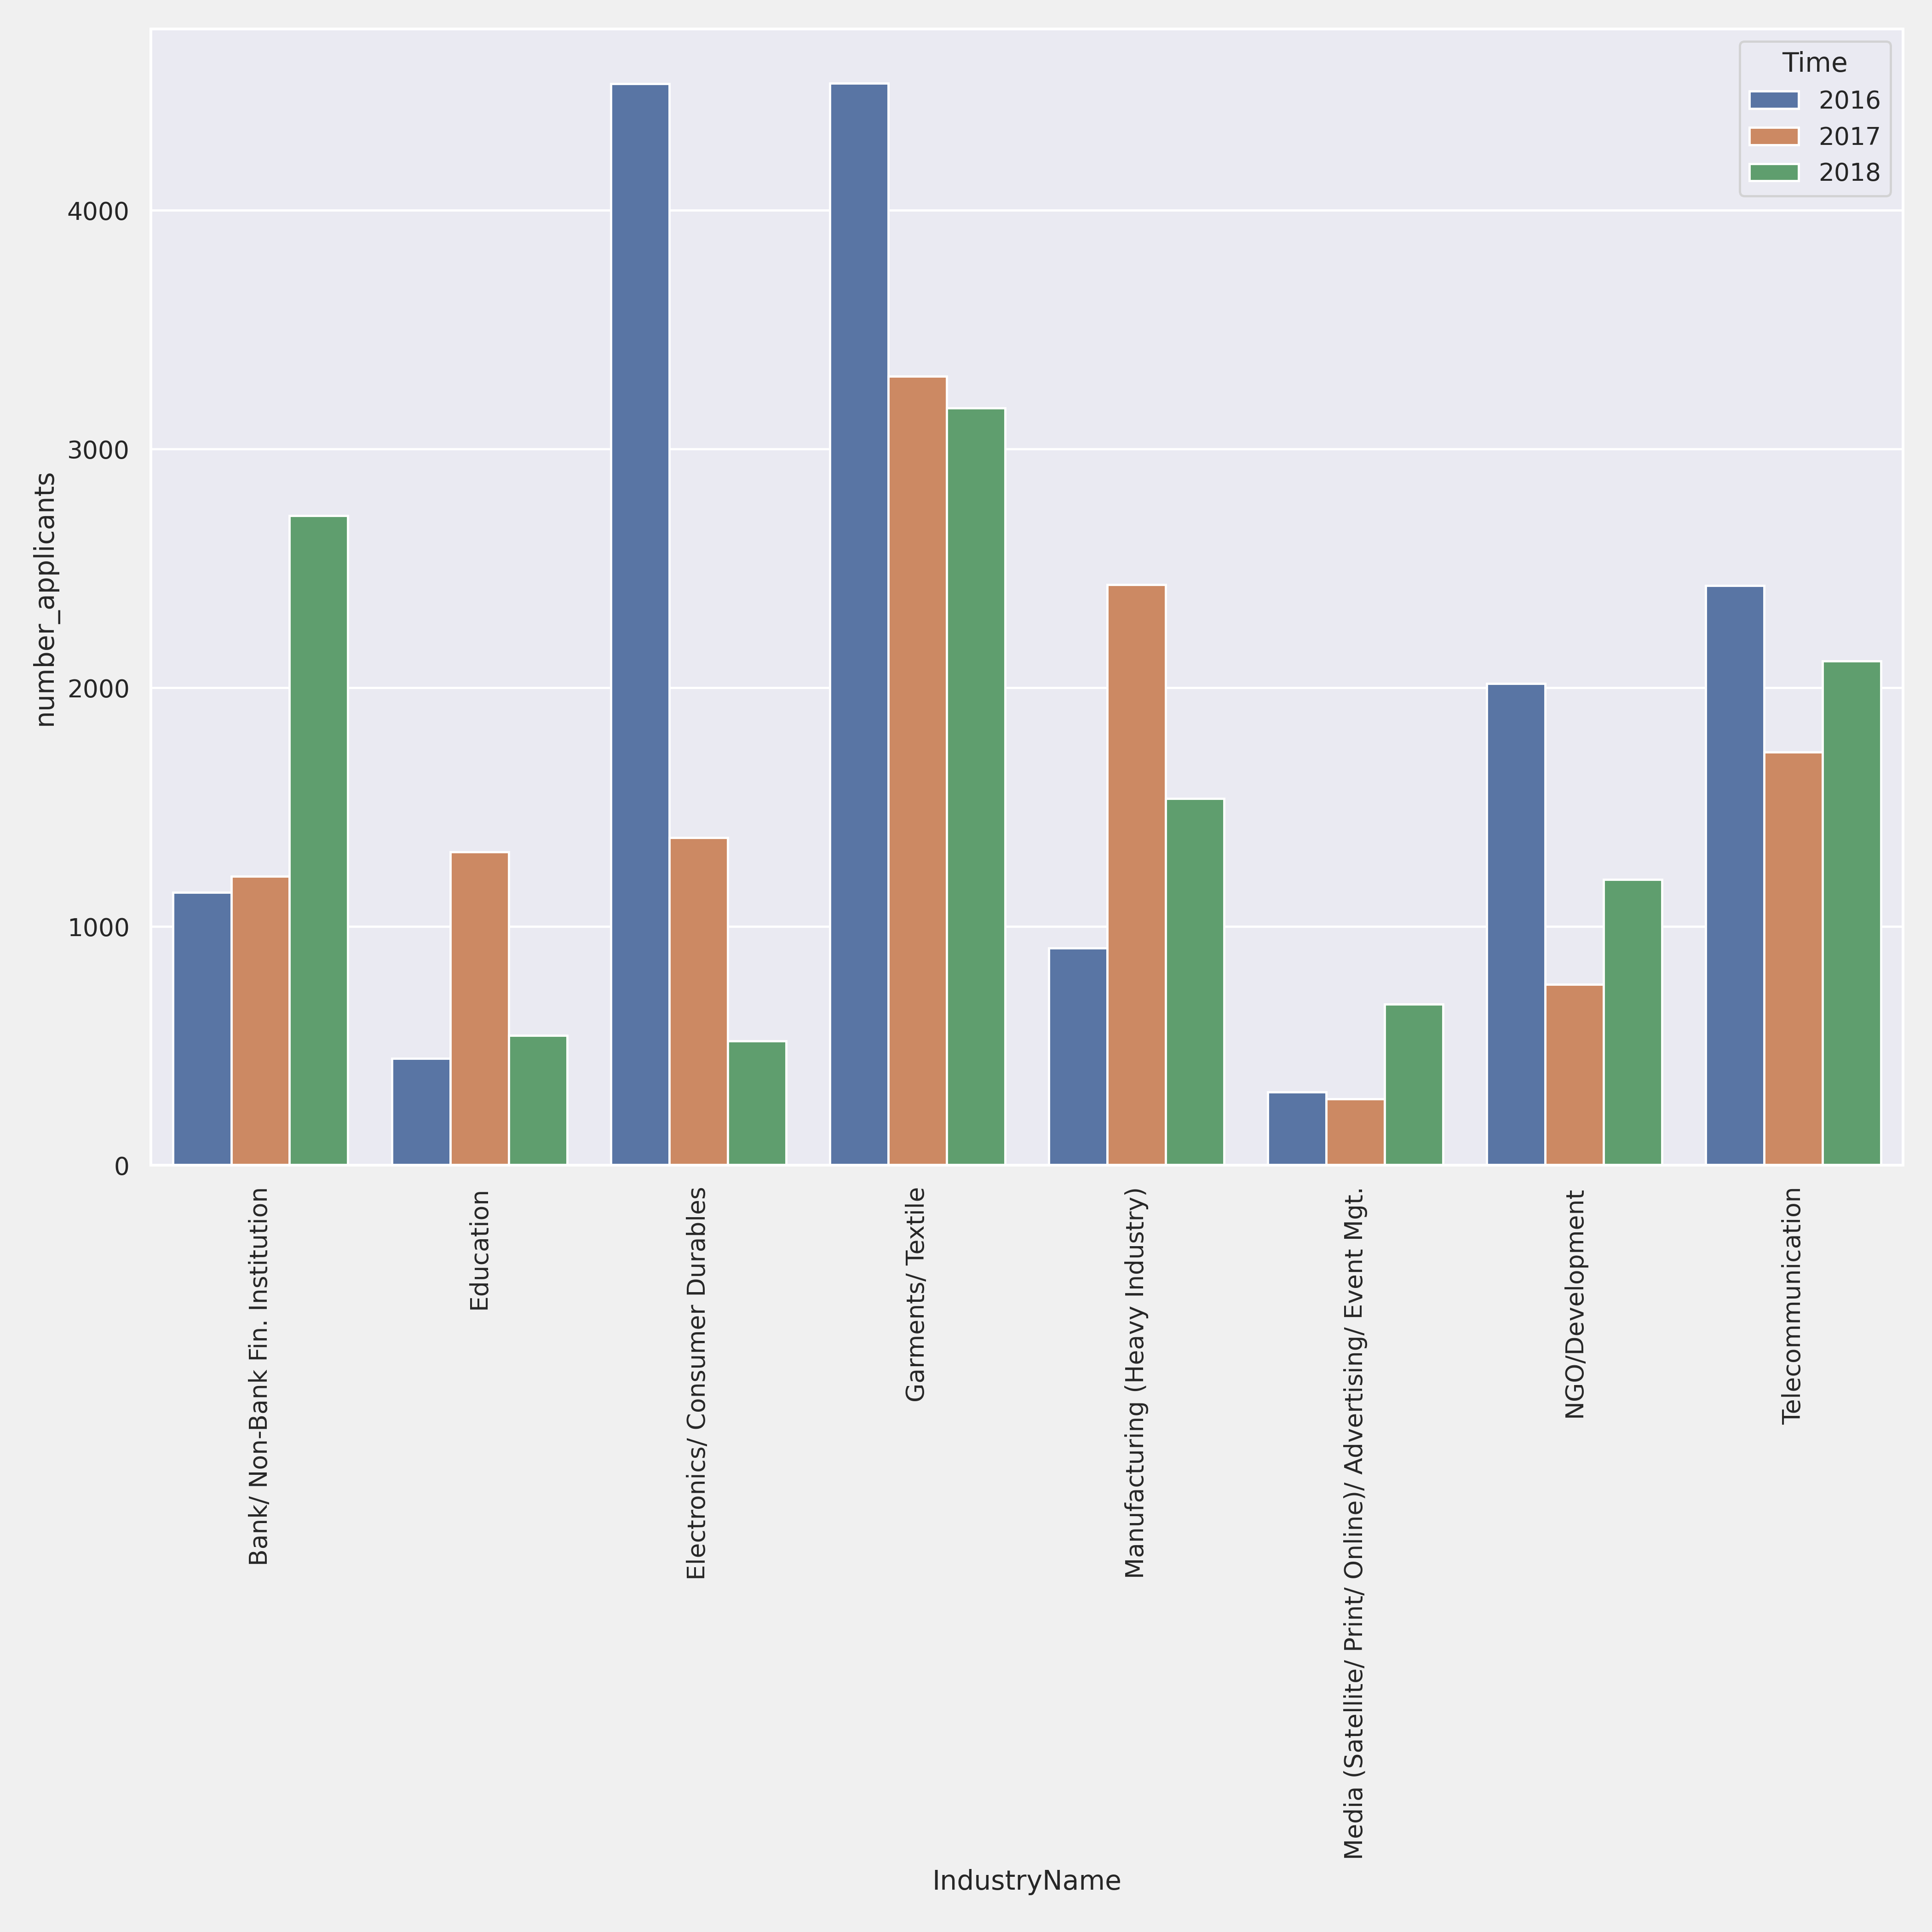 Time
2016
2017
2018
number_applicants
4000
3000
2000
1000
0
Bank/ Non-Bank Fin. Institution
Education
Electronics/ Consumer Durables
Garments/ Textile
Manufacturing (Heavy Industry)
Media (Satellite/ Print/ Online)/ Advertising/ Event Mgt.
NGO/Development
Telecommunication
IndustryName